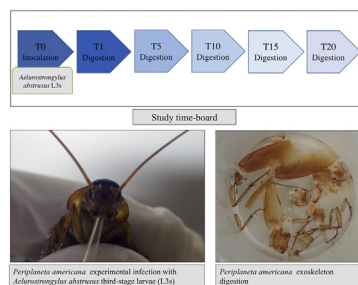 T0
Inoculation
T1
Digestion
T5
Digestion
T10
Digestion
T15
Digestion
T20
Digestion
Aelurostrongylus
abstrusus L3s
Study time-board
Periplaneta americana experimental infection with
Aelurostrongylus abstrusus third-stage larvae (L3s)
Periplaneta americana exoskeleton
digestion